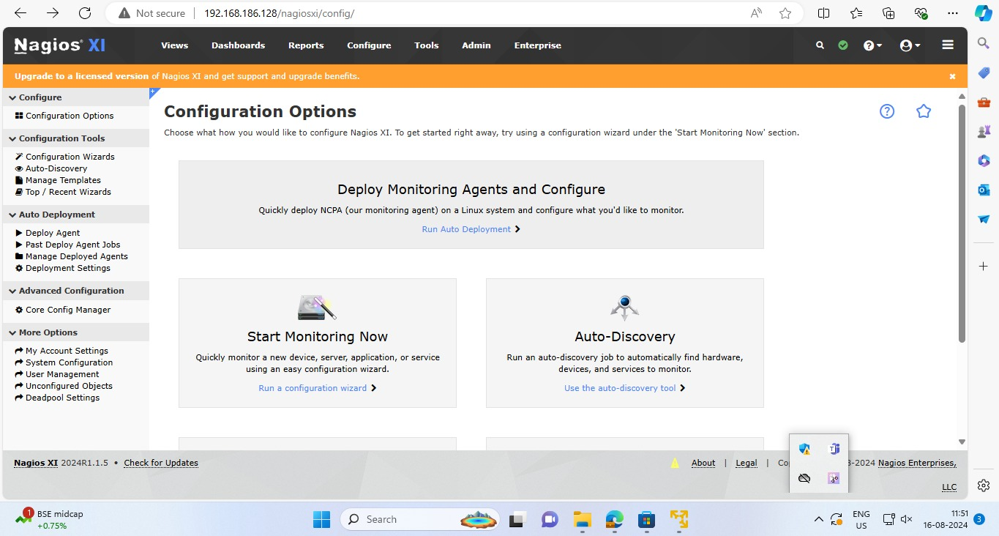 Not secure
192.168.186.128/nagiosxi/config/
Nagios® XI
Views
Dashboards
Reports
Configure
Tools
Admin
Enterprise
Upgrade to a licensed version of Nagios XI and get support and upgrade benefits.
Configure
Configuration Options
Configuration Tools
Configuration Wizards
Auto-Discovery
Manage Templates
Top / Recent Wizards
Auto Deployment
Deploy Agent
Past Deploy Agent Jobs
Manage Deployed Agents
Deployment Settings
Advanced Configuration
Core Config Manager
More Options
My Account Settings
System Configuration
User Management
Unconfigured Objects
Deadpool Settings
Configuration Options
Choose what how you would like to configure Nagios XI. To get started right away, try using a configuration wizard under the 'Start Monitoring Now' section.
Deploy Monitoring Agents and Configure
Quickly deploy NCPA (our monitoring agent) on a Linux system and configure what you'd like to monitor.
Run Auto Deployment
Start Monitoring Now
Quickly monitor a new device, server, application, or service
using an easy configuration wizard.
Run a configuration wizard
Auto-Discovery
Run an auto-discovery job to automatically find hardware,
devices, and services to monitor.
Use the auto-discovery tool
Nagios XI 2024R1.1.5 • Check for Updates
About | Legal |
-2024 Nagios Enterprises,
LLC
1
BSE midcap
+0.75%
Search
ENG
US
11:51
16-08-2024
3